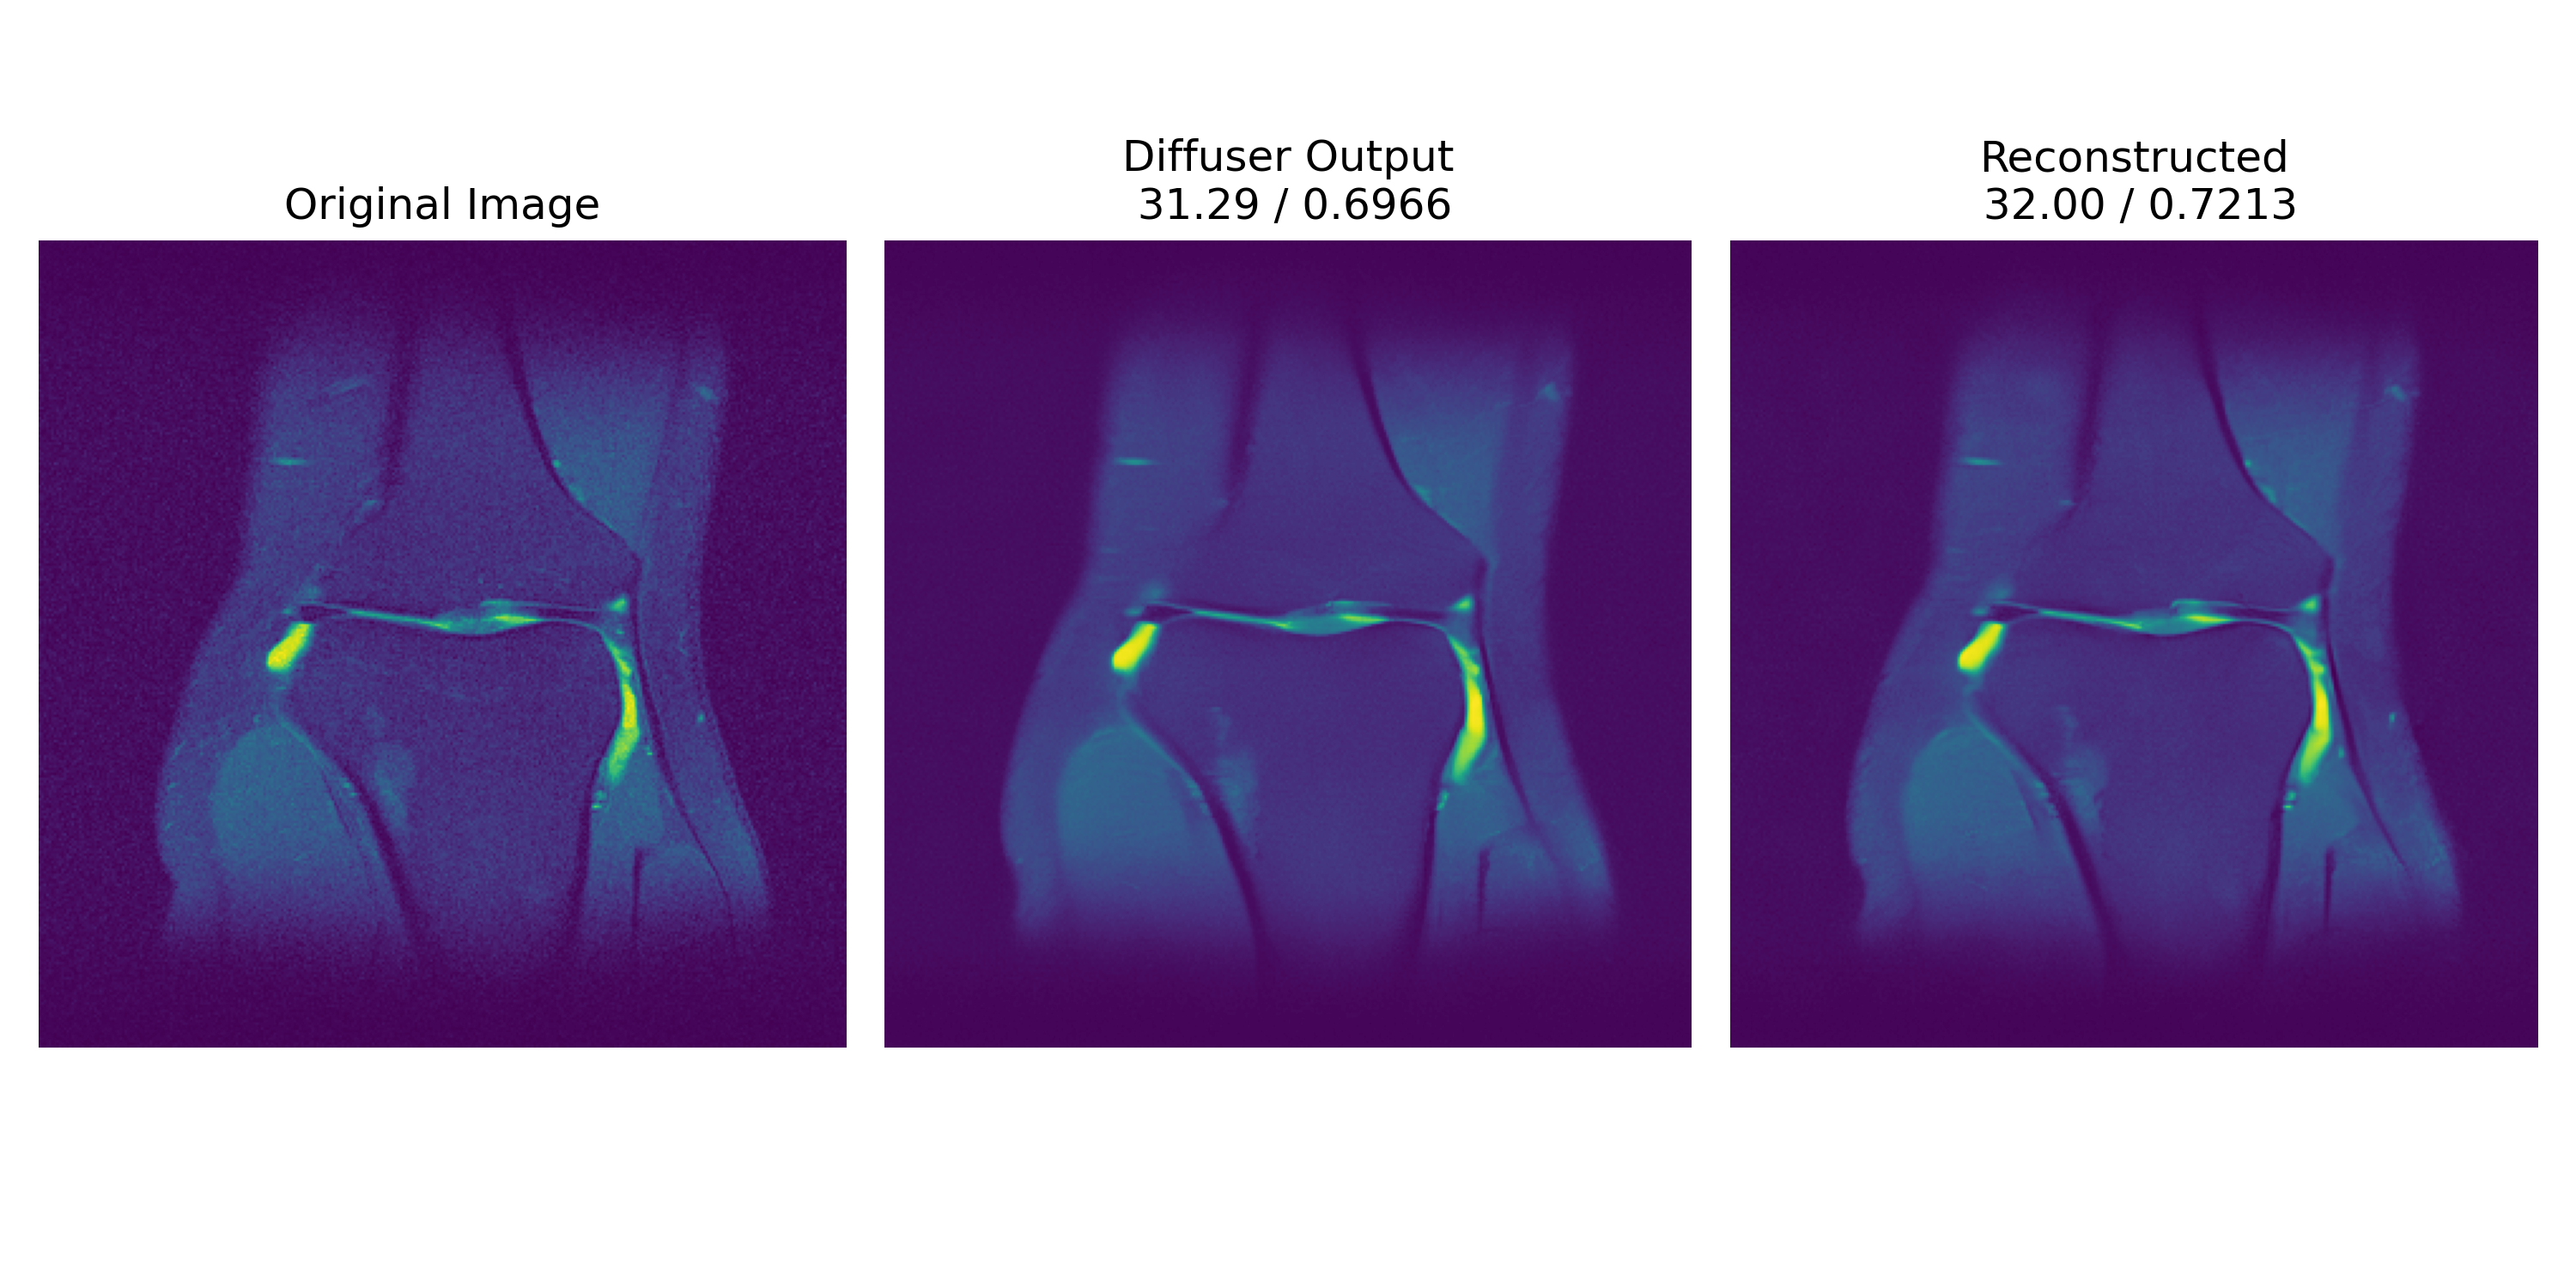 Original Image
Diffuser Output
31.29 / 0.6966
Reconstructed
32.00 / 0.7213